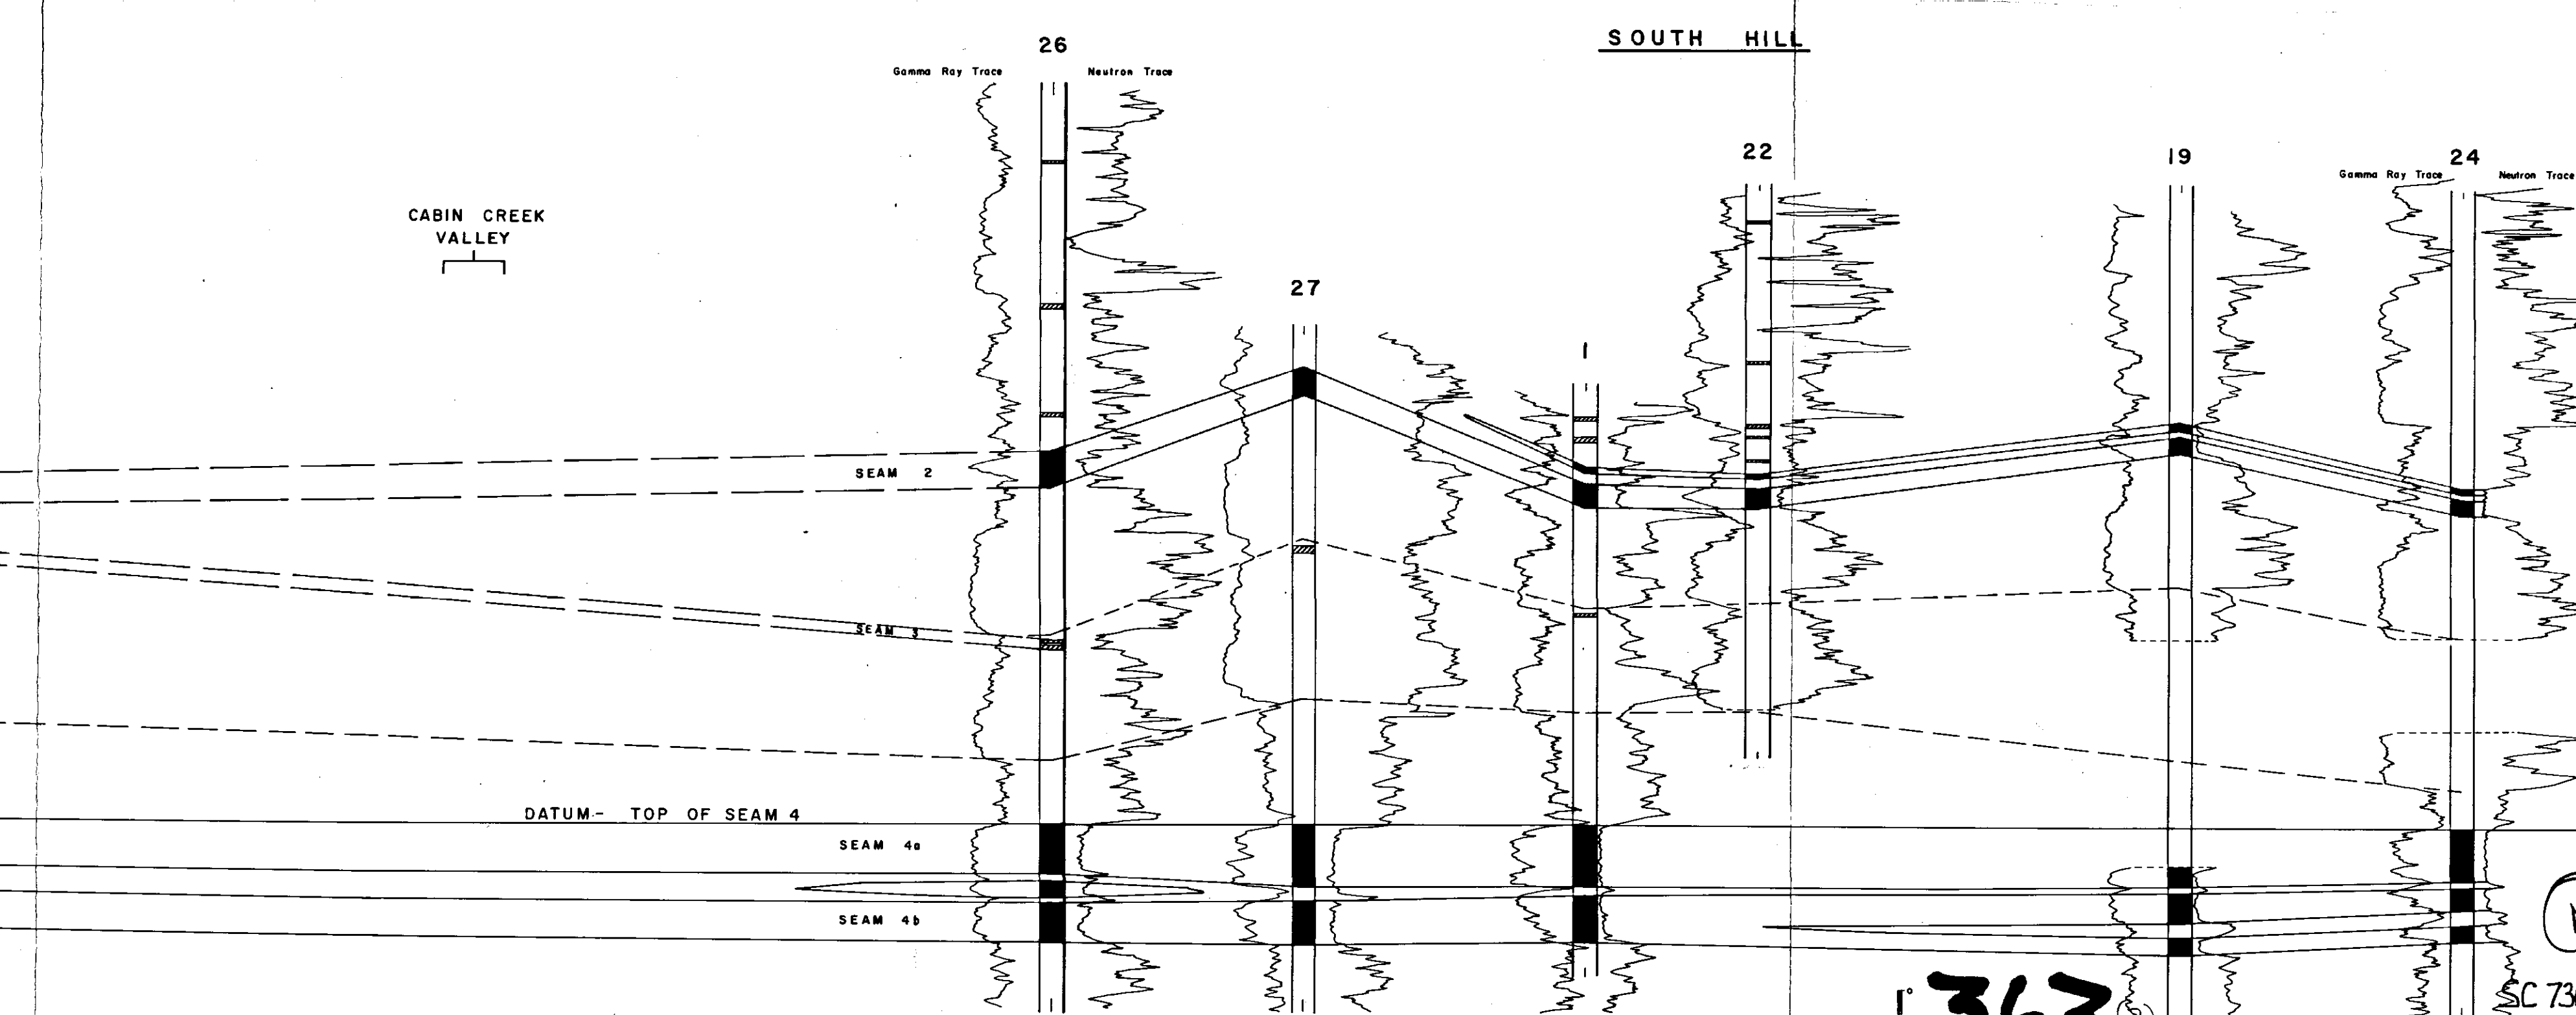 SOUTH HILL
26
Gamma Ray Trace
Neutron Trace
22
19
24
Gamma Ray Trace
Neutron Trace
CABIN CREEK
VALLEY
27
1
SEAM 2
SEAM 3
DATUM- TOP OF SEAM 4
SEAM 4a
SEAM 4b